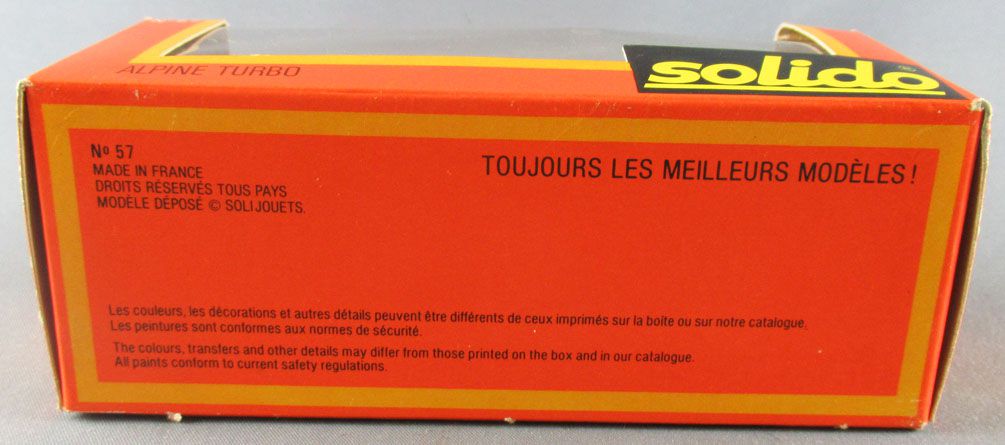 ALPINE TURBO
solido ®
Nº 57
MADE IN FRANCE
DROITS RÉSERVÉS TOUS PAYS
MODÈLE DÉPOSÉ © SOLIJOUETS.
TOUJOURS LES MEILLEURS MODÈLES !
Les couleurs, les décorations et autres détails peuvent être différents de ceux imprimés sur la boîte ou sur notre catalogue.
Les peintures sont conformes aux normes de sécurité.
The colours, transfers and other details may differ from those printed on the box and in our catalogue.
All paints conform to current safety regulations.